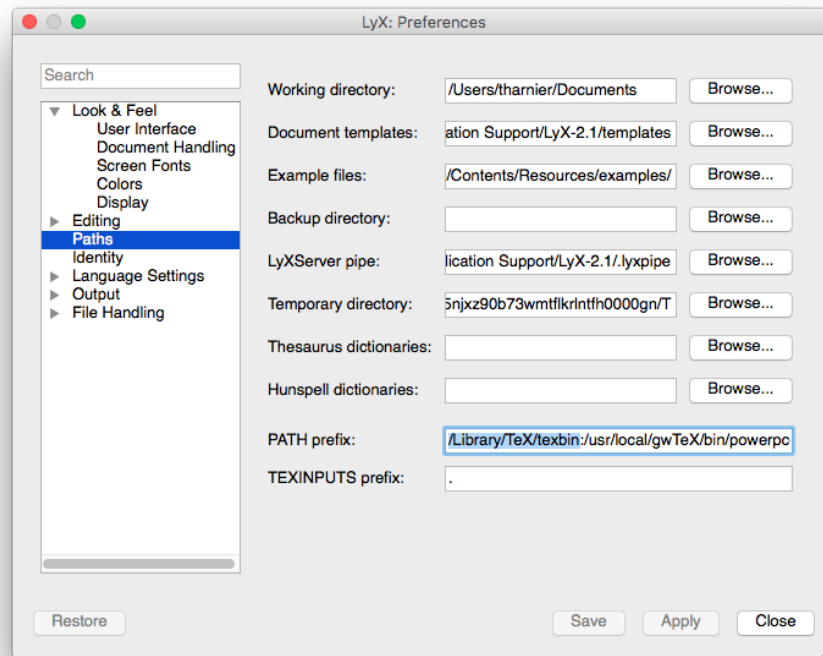 LyX: Preferences
Search
Look & Feel
User Interface
Document Handling
Screen Fonts
Colors
Display
Editing
Paths
Identity
Language Settings
Output
File Handling
Working directory: /Users/tharnier/Documents Browse...
Document templates: ation Support/LyX-2.1/templates Browse...
Example files: /Contents/Resources/examples/ Browse...
Backup directory: Browse...
LyXServer pipe: lication Support/LyX-2.1/.lyxpipe Browse...
Temporary directory: 5njxz90b73wmtflkrlntfh0000gn/T Browse...
Thesaurus dictionaries: Browse...
Hunspell dictionaries: Browse...
PATH prefix: /Library/TeX/texbin:/usr/local/gwTeX/bin/powerpc
TEXINPUTS prefix: .
Restore Save Apply Close